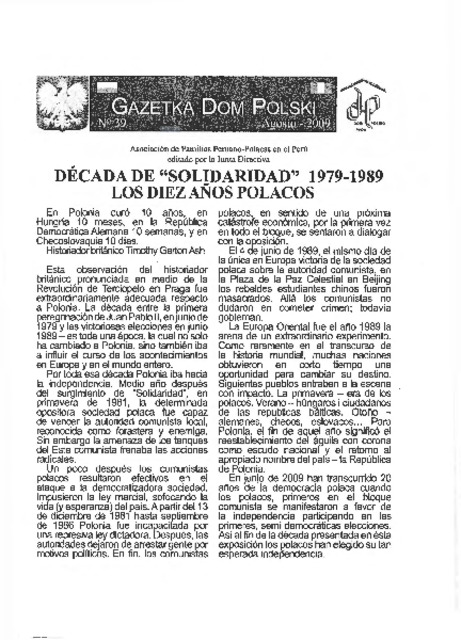 GAZETKA DOM POLSKI
Nº 39 Agosto - 2009
Asociación de Familias Peruano-Polacas en el Perú
editado por la Junta Directiva
DÉCADA DE “SOLIDARIDAD” 1979-1989
LOS DIEZ AÑOS POLACOS
En Polonia duró 10 años, en
Hungría 10 meses, en la República
Democrática Alemana 10 semanas, y en
Checoslovaquia 10 días.
Historiador británico Timothy Garton Ash
Esta observación del historiador
británico pronunciada en medio de la
Revolución de Terciopelo en Praga fue
extraordinariamente adecuada respecto
a Polonia. La década entre la primera
peregrinación de Juan Pablo II, en junio de
1979 y las victoriosas elecciones en junio
1989 – es toda una época, la cual no solo
ha cambiado a Polonia, sino también iba
a influir el curso de los acontecimientos
en Europa y en el mundo entero.
Por toda esa década Polonia iba hacia
la independencia. Medio año después
del surgimiento de "Solidaridad", en
primavera de 1981, la determinada
opositora sociedad polaca fue capaz
de vencer la autoridad comunista local,
reconocida como forastera y enemiga.
Sin embargo la amenaza de los tanques
del Este comunista frenaba las acciones
radicales.
Un poco después los comunistas
polacos resultaron efectivos en el
ataque a la democratizadora sociedad.
Impusieron la ley marcial, sofocando la
vida (y esperanza) del país. A partir del 13
de diciembre de 1981 hasta septiembre
de 1986 Polonia fue incapacitada por
una represiva ley dictadora. Después, las
autoridades dejaron de arrestar gente por
motivos políticos. En fin, los comunistas
polacos, en sentido de una próxima
catástrofe económica, por la primera vez
en todo el bloque, se sentaron a dialogar
con la oposición.
El 4 de junio de 1989, el mismo día de
la única en Europa victoria de la sociedad
polaca sobre la autoridad comunista, en
la Plaza de la Paz Celestial en Beijing
los rebeldes estudiantes chinos fueron
masacrados. Allá los comunistas no
dudaron en cometer crimen; todavía
gobiernan.
La Europa Oriental fue el año 1989 la
arena de un extraordinario experimento.
Como raramente en el transcurso de
la historia mundial, muchas naciones
obtuvieron en corto tiempo una
oportunidad para cambiar su destino.
Siguientes pueblos entraban a la escena
con impacto. La primavera – era de los
polacos. Verano – húngaros i ciudadanos
de las republicas bálticas. Otoño –
alemanes, checos, eslovacos... Para
Polonia, el fin de aquel año significó el
reestablecimiento del águila con corona
como escudo nacional y el retorno al
apropiado nombre del país – la República
de Polonia.
En junio de 2009 han transcurrido 20
años de la democracia polaca cuando
los polacos, primeros en el bloque
comunista se manifestaron a favor de
la independencia participando en las
primeras, semi democráticas elecciones.
Así al fin de la década presentada en ésta
exposición los polacos han elegido su tan
esperada independencia.